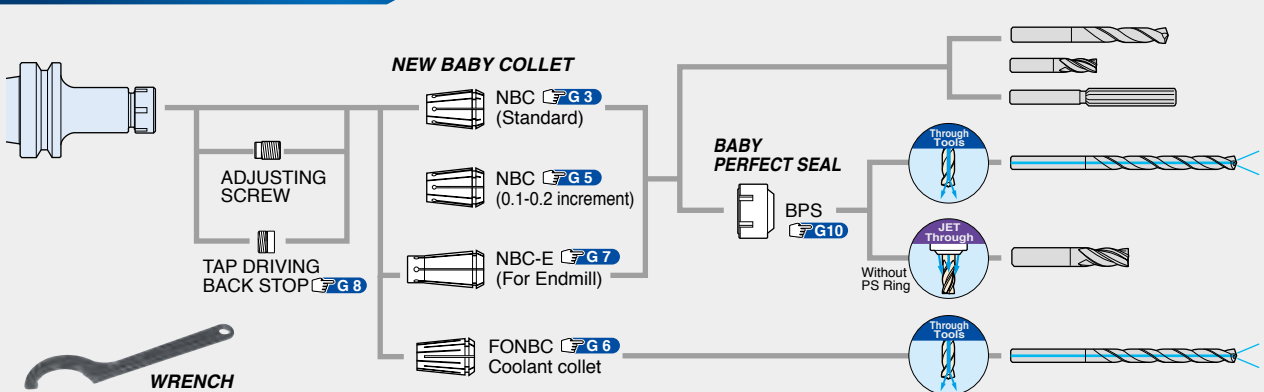 NEW BABY COLLET
NBC G 3
(Standard)
ADJUSTING
SCREW
NBC G 5
(0.1-0.2 increment)
TAP DRIVING
BACK STOP G 8
NBC-E G 7
(For Endmill)
FONBC G 6
Coolant collet
WRENCH
BABY
PERFECT SEAL
BPS
G10
Through
Tools
JET
Through
Without
PS Ring
Through
Tools